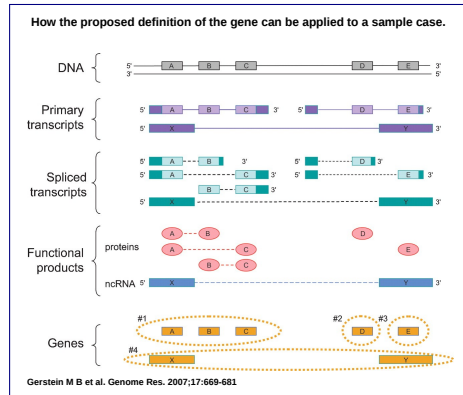 How the proposed definition of the gene can be applied to a sample case.
DNA
5' A B C D E 3'
3' 5'
Primary transcripts
5' A B C 3' 5' D E 3'
5' X Y 3'
Spliced transcripts
5' A B 3' 5' D 3'
5' A C 3' 5' E 3'
5' B C 3'
5' X Y 3'
Functional products
proteins
A B D
A C E
B C
ncRNA 5' X Y 3'
Genes
#1 #2 #3
A B C D E
#4
X Y
Gerstein M B et al. Genome Res. 2007;17:669-681